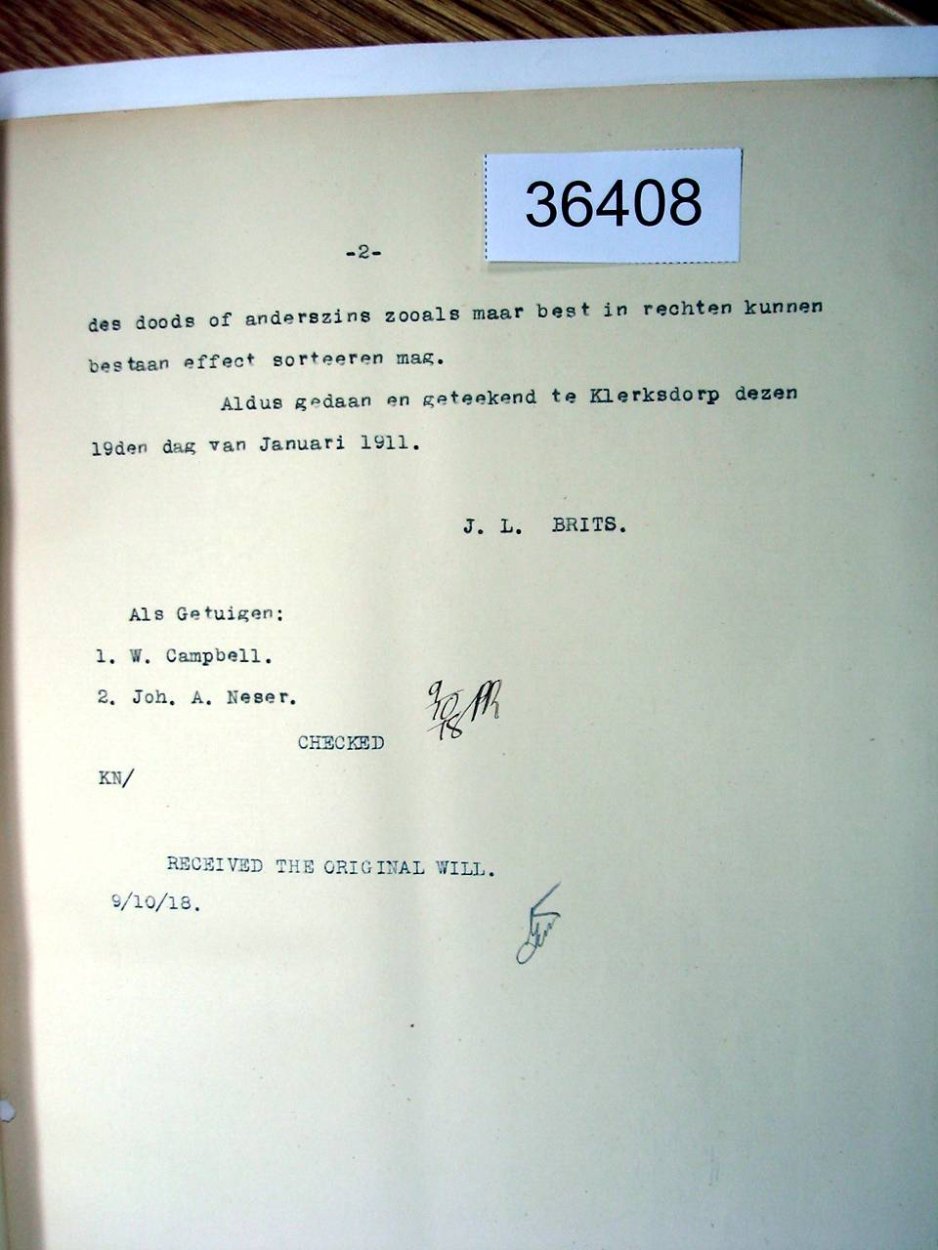 36408
-2-
des doods of anderszins zooals maar best in rechten kunnen
bestaan effect sorteeren mag.
Aldus gedaan en geteekend te Klerksdorp dezen
19den dag van Januari 1911.
J. L. BRITS.
Als Getuigen:
1. W. Campbell.
2. Joh. A. Neser.
9/10/18
CHECKED
KN/
RECEIVED THE ORIGINAL WILL.
9/10/18.